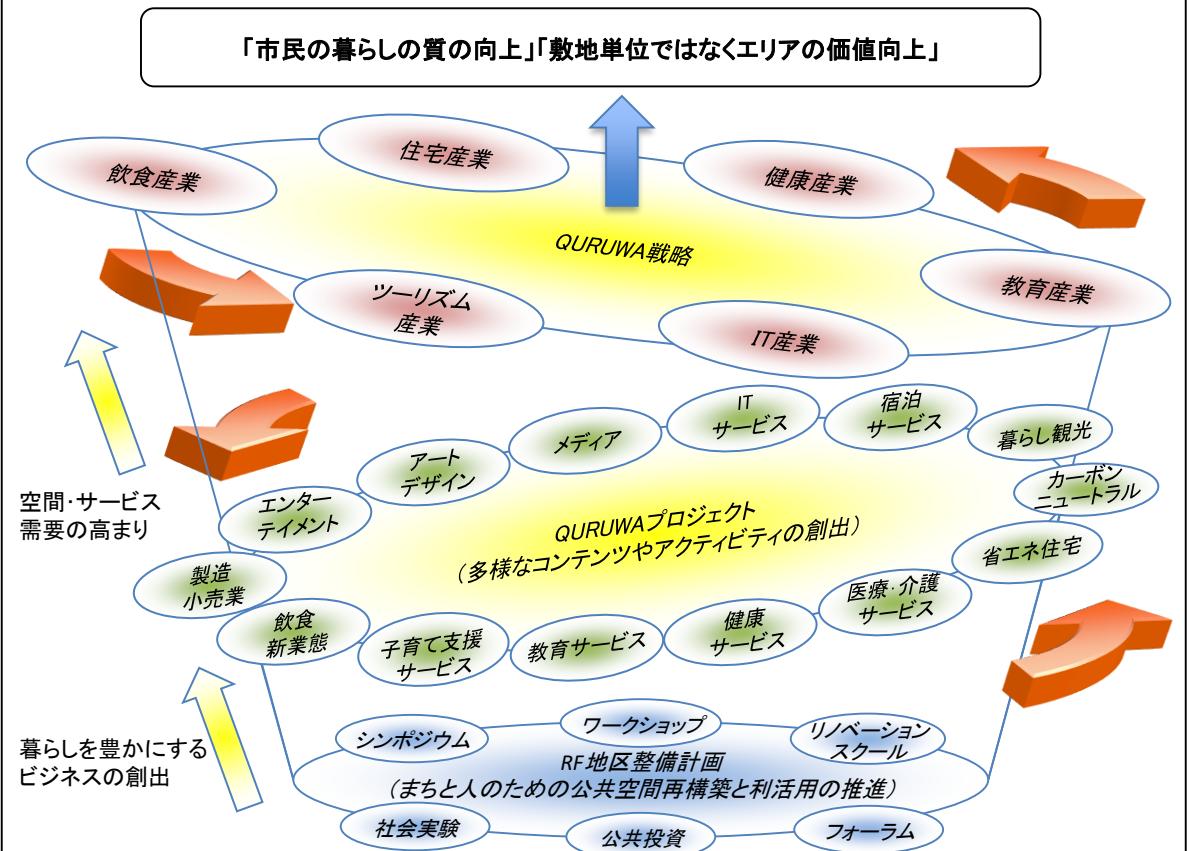 「市民の暮らしの質の向上」「敷地単位ではなくエリアの価値向上」
飲食産業
住宅産業
健康産業
QURUWA戦略
教育産業
ツーリズム
産業
IT産業
空間・サービス
需要の高まり
IT
サービス
宿泊
サービス
暮らし観光
メディア
アート
デザイン
カーボン
ニュートラル
エンター
テイメント
QURUWAプロジェクト
(多様なコンテンツやアクティビティの創出)
省エネ住宅
製造
小売業
飲食
新業態
子育て支援
サービス
教育サービス
健康
サービス
医療・介護
サービス
暮らしを豊かにする
ビジネスの創出
シンポジウム
ワークショップ
リノベーション
スクール
RF地区整備計画
(まちと人のための公共空間再構築と利活用の推進)
社会実験
公共投資
フォーラム